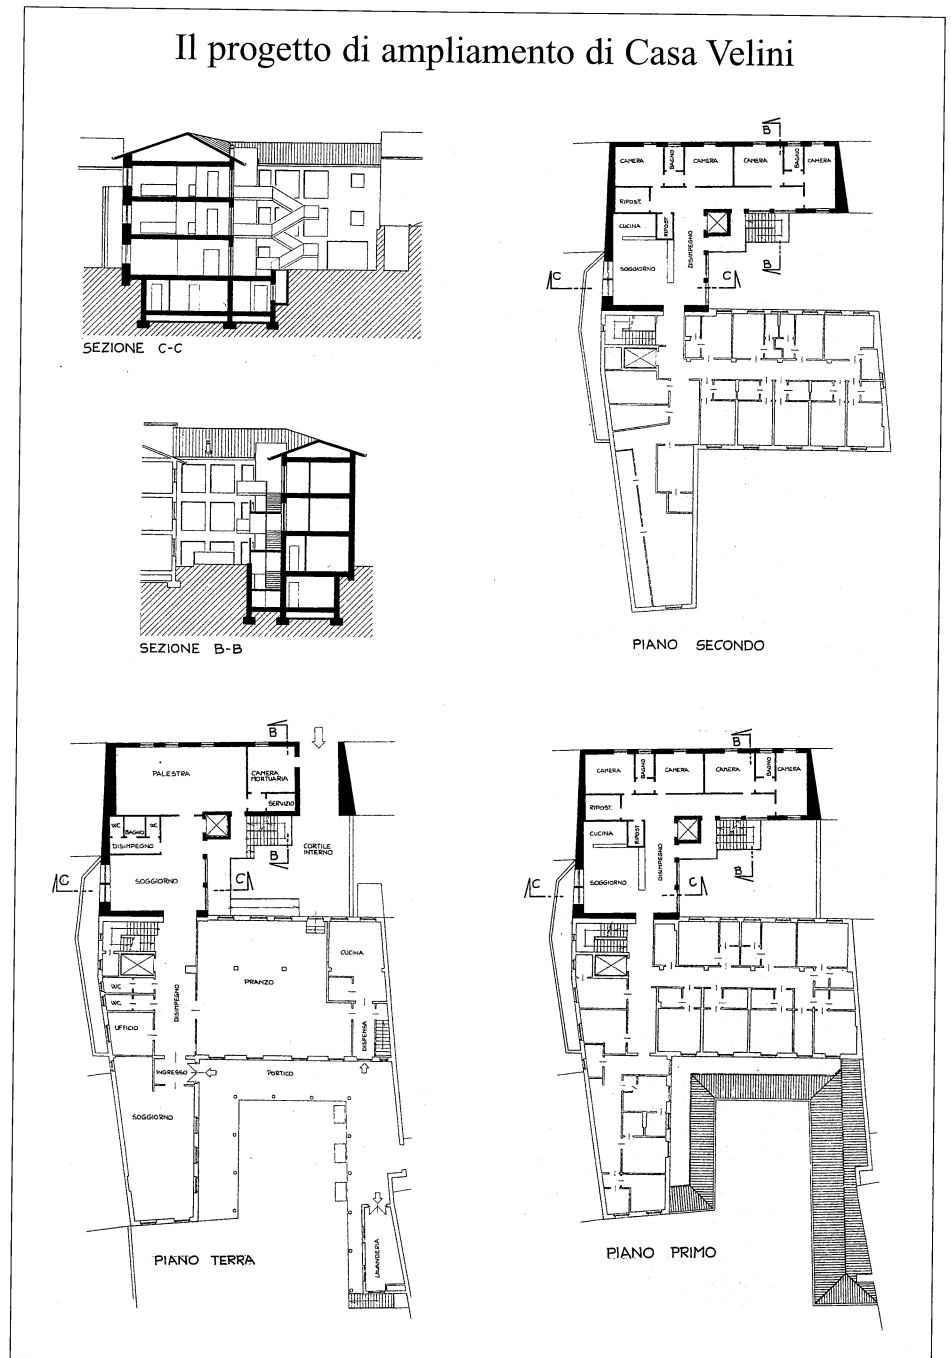 Il progetto di ampliamento di Casa Velini
SEZIONE C-C
B
CAMERA
BAGNO
CAMERA
CAMERA
BAGNO
CAMERA
RIPOST.
CUCINA
RIPOST
DISIMPEGNO
SOGGIORNO
C
C
B
PIANO SECONDO
SEZIONE B-B
B
PALESTRA
CAMERA
MORTUARIA
SERVIZIO
WC
BAGNO
WC
DISIMPEGNO
CORTILE
INTERNO
B
C
SOGGIORNO
C
CUCINA
PRANZO
WC
WC
DISIMPEGNO
UFFICIO
DISPENSA
INGRESSO
PORTICO
SOGGIORNO
LAVANDERIA
PIANO TERRA
B
CAMERA
BAGNO
CAMERA
CAMERA
BAGNO
CAMERA
RIPOST.
CUCINA
RIPOST
DISIMPEGNO
B
C
SOGGIORNO
C
PIANO PRIMO